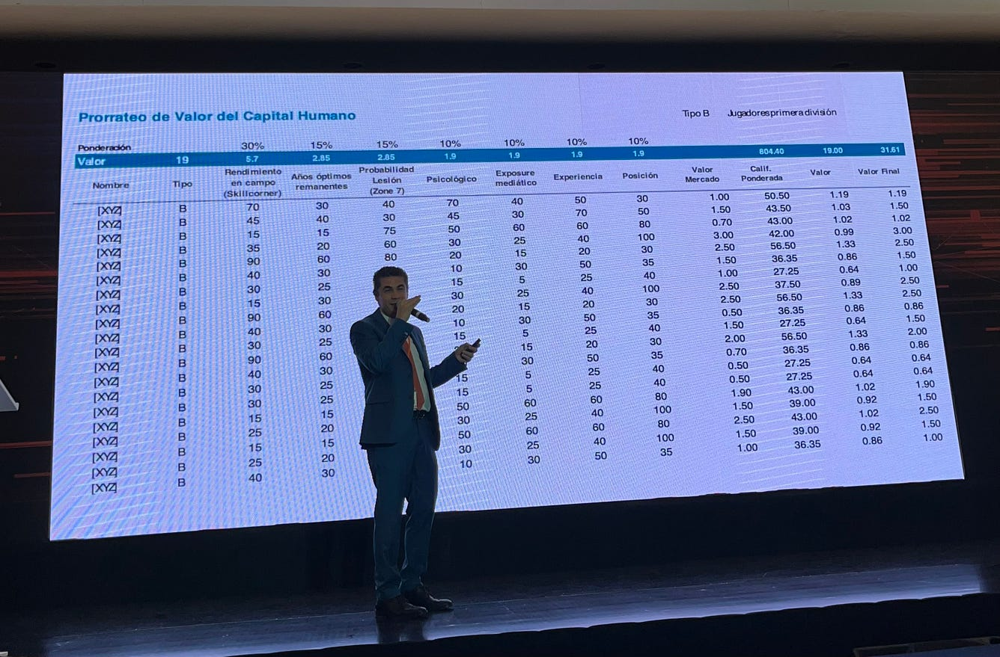 Prorrateo de Valor del Capital Humano
Tipo B Jugadores primera división
Ponderación 30% 15% 15% 10% 10% 10% 10%
Valor 19 5.7 2.85 2.85 1.9 1.9 1.9 1.9 804.40 19.00 31.61
Nombre Tipo Rendimiento en campo (Skillcorner) Años óptimos remanentes Probabilidad Lesión (Zone 7) Psicológico Exposure mediático Experiencia Posición Valor Mercado Calif. Ponderada Valor Valor Final
[XYZ] B 70 30 40 70 40 50 30 1.00 50.50 1.19 1.19
[XYZ] B 45 40 30 45 30 70 50 1.50 43.50 1.03 1.50
[XYZ] B 15 15 75 50 60 60 80 0.70 43.00 1.02 1.02
[XYZ] B 35 20 60 30 25 40 100 3.00 42.00 0.99 3.00
[XYZ] B 90 60 80 20 15 20 30 2.50 56.50 1.33 2.50
[XYZ] B 40 30 10 30 50 35 1.50 36.35 0.86 1.50
[XYZ] B 30 25 15 5 25 40 1.00 27.25 0.64 1.00
[XYZ] B 15 30 30 25 40 100 2.50 37.50 0.89 2.50
[XYZ] B 90 60 20 15 20 30 2.50 56.50 1.33 2.50
[XYZ] B 40 30 10 30 50 35 0.50 36.35 0.86 0.86
[XYZ] B 30 25 15 5 25 40 1.50 27.25 0.64 1.50
[XYZ] B 90 60 15 20 30 2.00 56.50 1.33 2.00
[XYZ] B 40 30 30 50 35 0.70 36.35 0.86 0.86
[XYZ] B 30 25 15 5 25 40 0.50 27.25 0.64 0.64
[XYZ] B 30 25 15 5 25 40 0.50 27.25 0.64 0.64
[XYZ] B 15 15 50 60 60 80 1.90 43.00 1.02 1.90
[XYZ] B 25 20 30 25 40 100 1.50 39.00 0.92 1.50
[XYZ] B 15 15 50 60 60 80 2.50 43.00 1.02 2.50
[XYZ] B 25 20 30 25 40 100 1.50 39.00 0.92 1.50
[XYZ] B 40 30 10 30 50 35 1.00 36.35 0.86 1.00